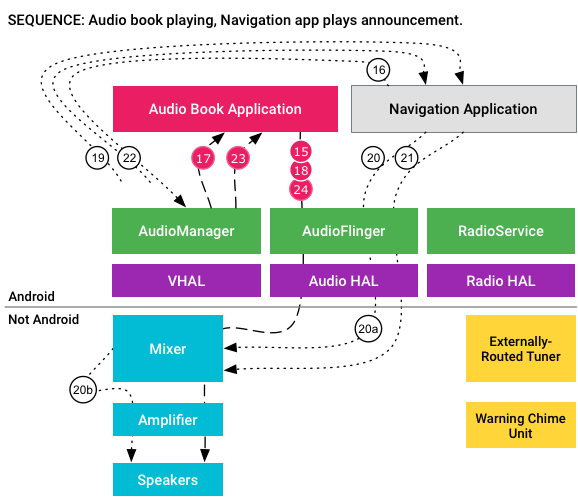 SEQUENCE: Audio book playing, Navigation app plays announcement.
16
Audio Book Application
Navigation Application
19
22
17
23
15
18
24
20
21
AudioManager
AudioFlinger
RadioService
VHAL
Audio HAL
Radio HAL
Android
Not Android
Mixer
20a
Externally-
Routed Tuner
20b
Amplifier
Warning Chime
Unit
Speakers